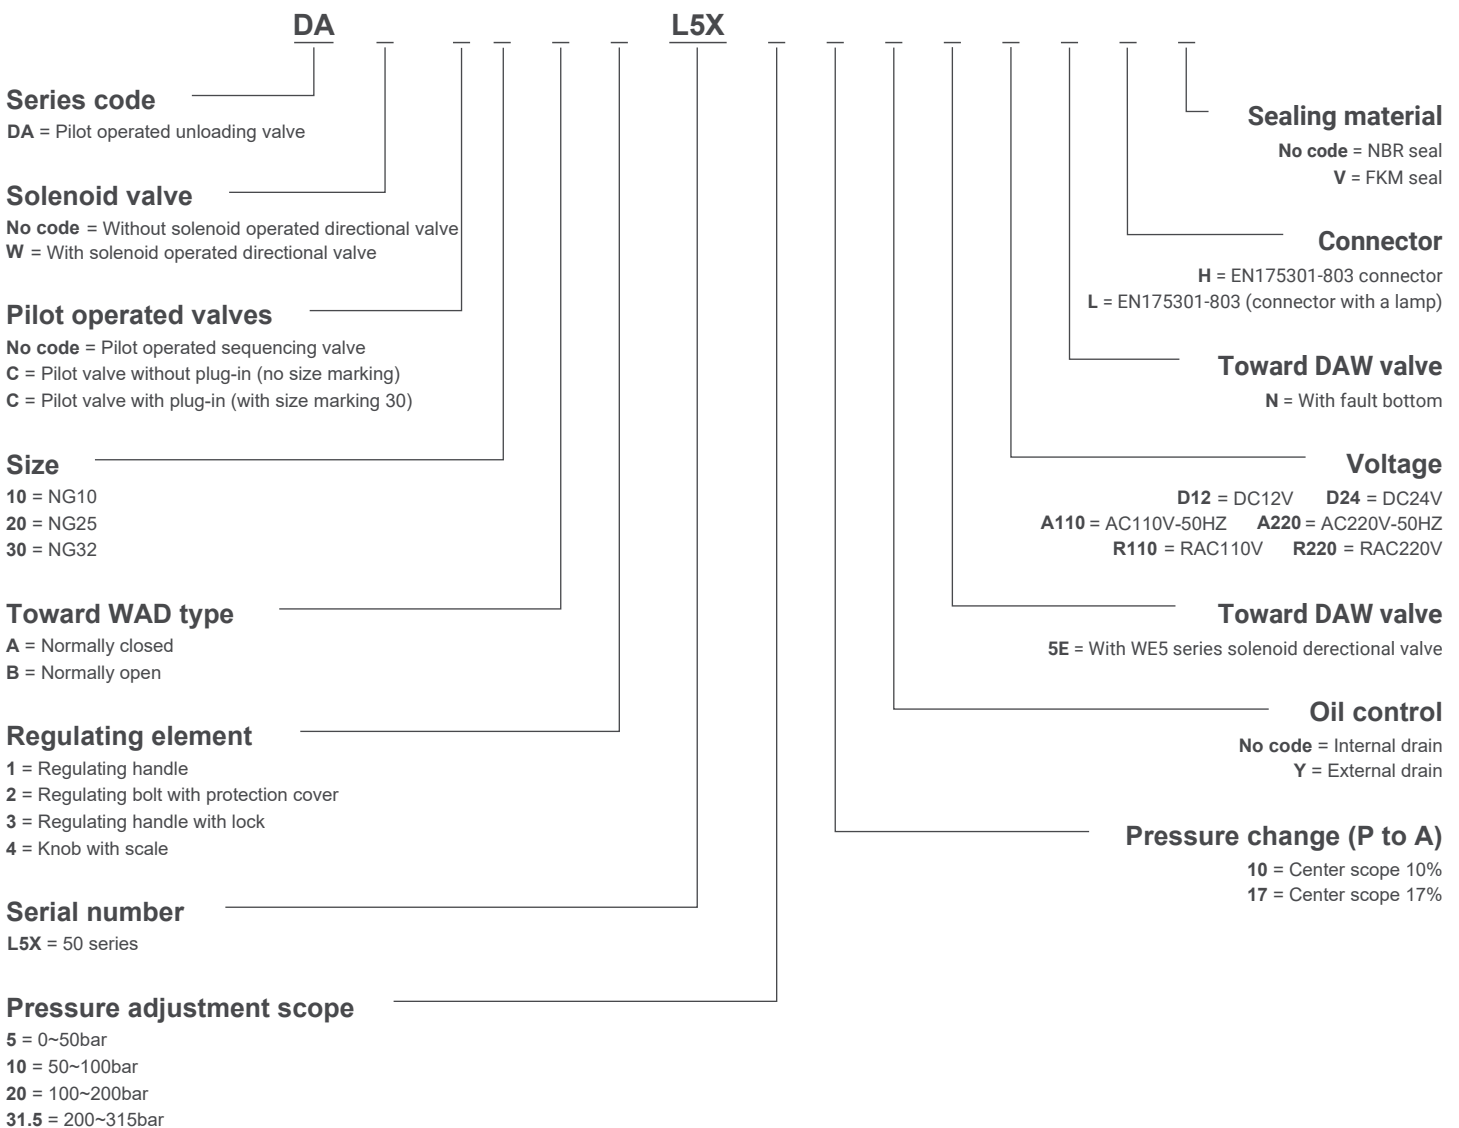 DA L5X
Series code
DA = Pilot operated unloading valve
Solenoid valve
No code = Without solenoid operated directional valve
W = With solenoid operated directional valve
Pilot operated valves
No code = Pilot operated sequencing valve
C = Pilot valve without plug-in (no size marking)
C = Pilot valve with plug-in (with size marking 30)
Size
10 = NG10
20 = NG25
30 = NG32
Toward WAD type
A = Normally closed
B = Normally open
Regulating element
1 = Regulating handle
2 = Regulating bolt with protection cover
3 = Regulating handle with lock
4 = Knob with scale
Serial number
L5X = 50 series
Pressure adjustment scope
5 = 0~50bar
10 = 50~100bar
20 = 100~200bar
31.5 = 200~315bar
Sealing material
No code = NBR seal
V = FKM seal
Connector
H = EN175301-803 connector
L = EN175301-803 (connector with a lamp)
Toward DAW valve
N = With fault bottom
Voltage
D12 = DC12V D24 = DC24V
A110 = AC110V-50HZ A220 = AC220V-50HZ
R110 = RAC110V R220 = RAC220V
Toward DAW valve
5E = With WE5 series solenoid derectional valve
Oil control
No code = Internal drain
Y = External drain
Pressure change (P to A)
10 = Center scope 10%
17 = Center scope 17%